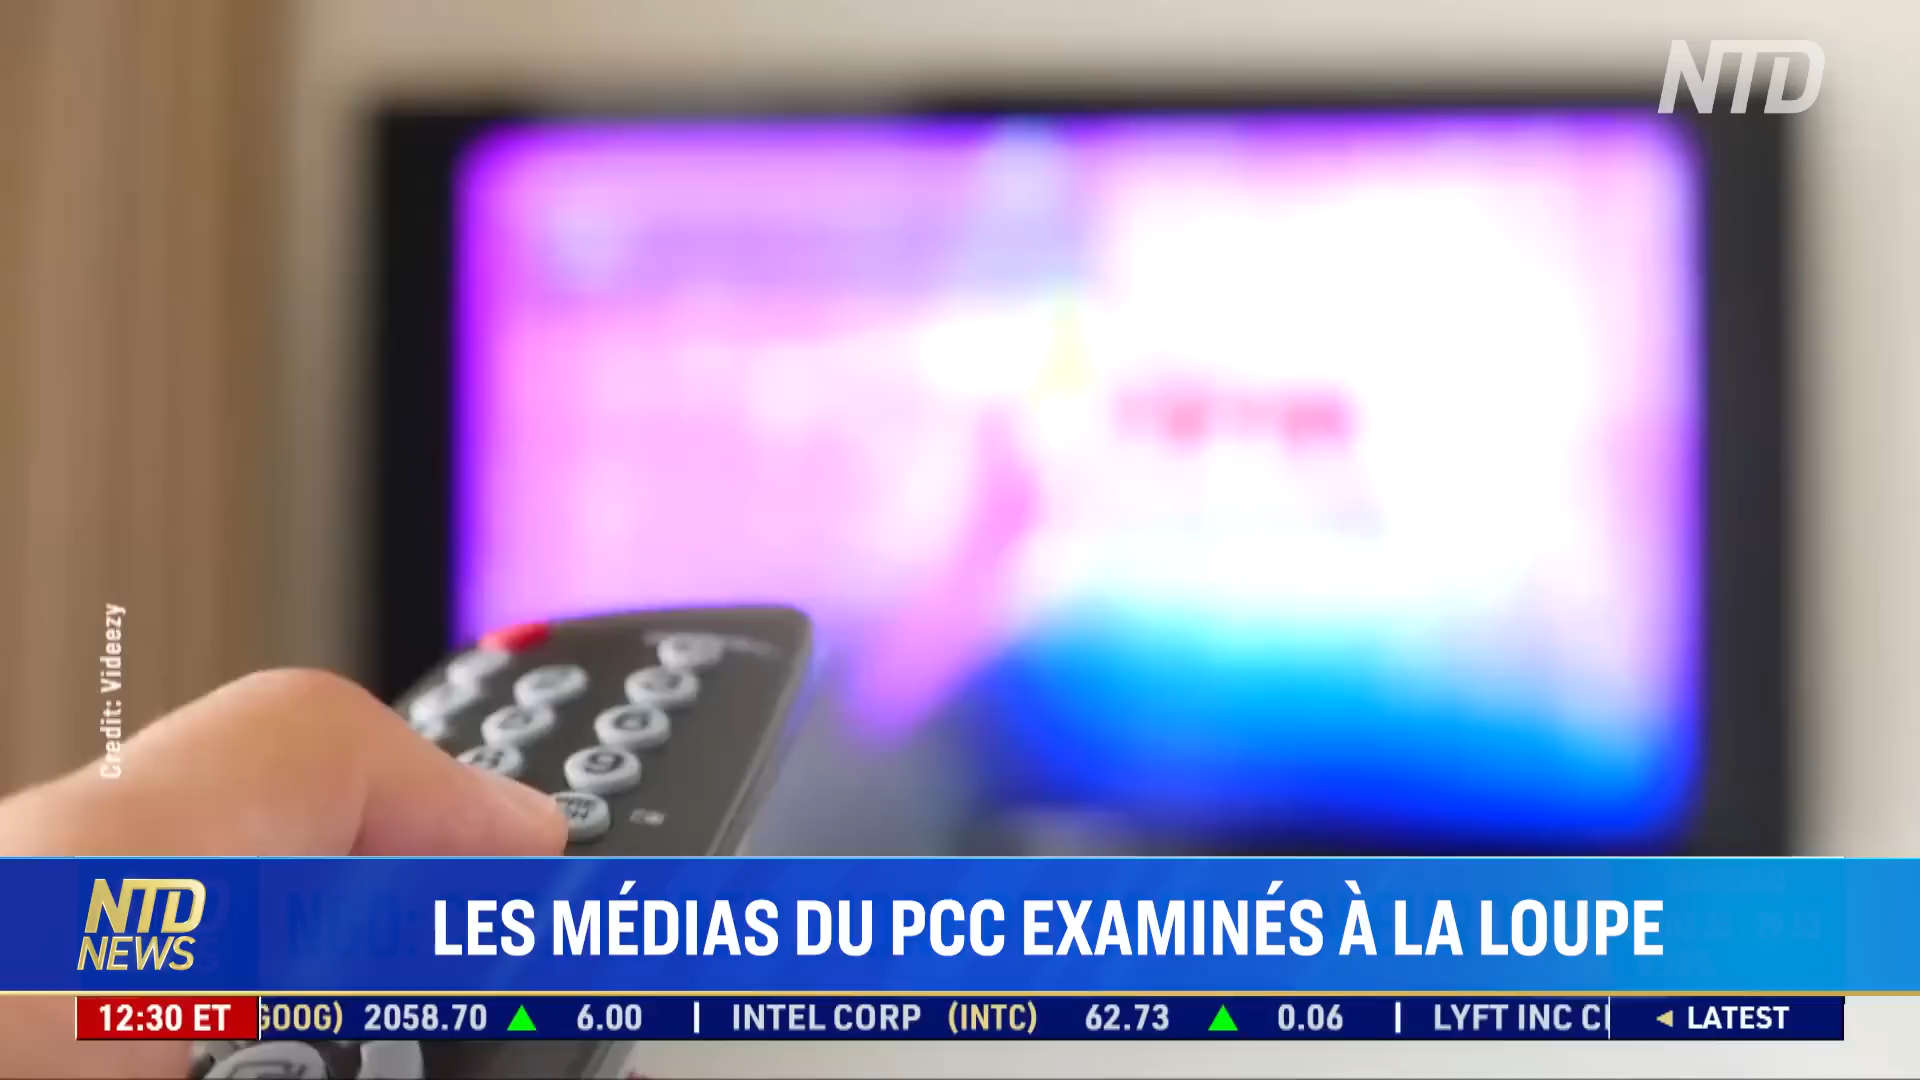 NTD
Credit: Videezy
9
NTD
NEWS
LES MÉDIAS DU PCC EXAMINÉS À LA LOUPE
12:30 ET GOOG) 2058.70 ▲ 6.00 | INTEL CORP (INTC) 62.73 ▲ 0.06 | LYFT INC ◄ LATEST